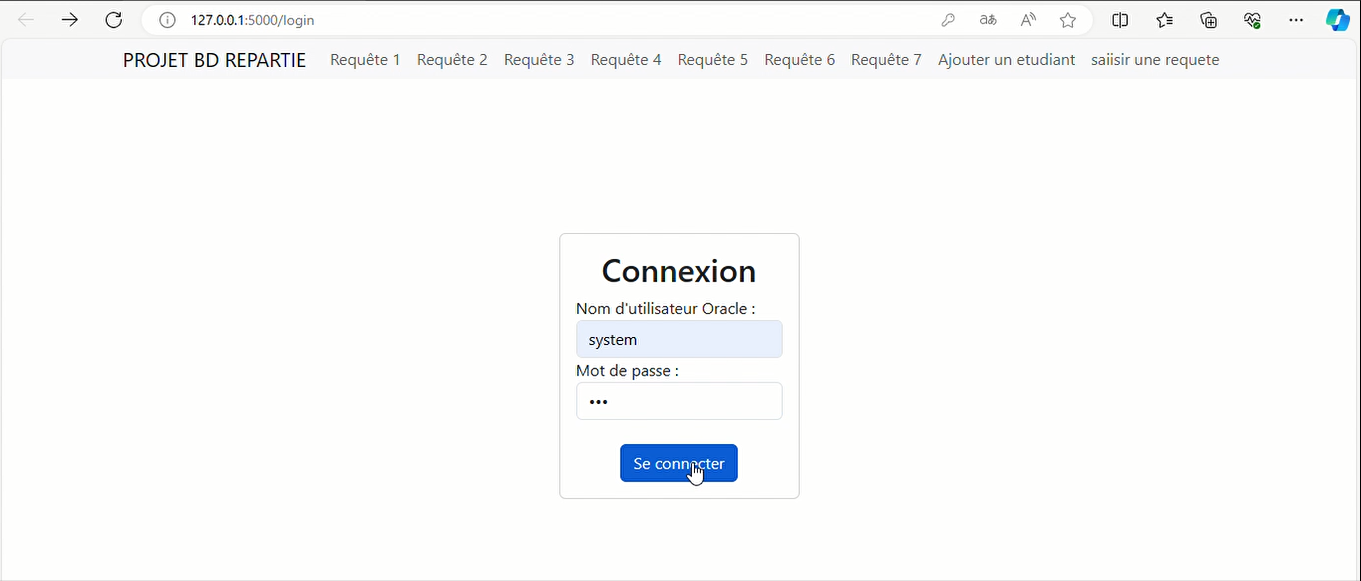 127.0.0.1:5000/login
PROJET BD REPARTIE Requête 1 Requête 2 Requête 3 Requête 4 Requête 5 Requête 6 Requête 7 Ajouter un etudiant saiisir une requete
Connexion
Nom d'utilisateur Oracle :
system
Mot de passe :
•••
Se connecter